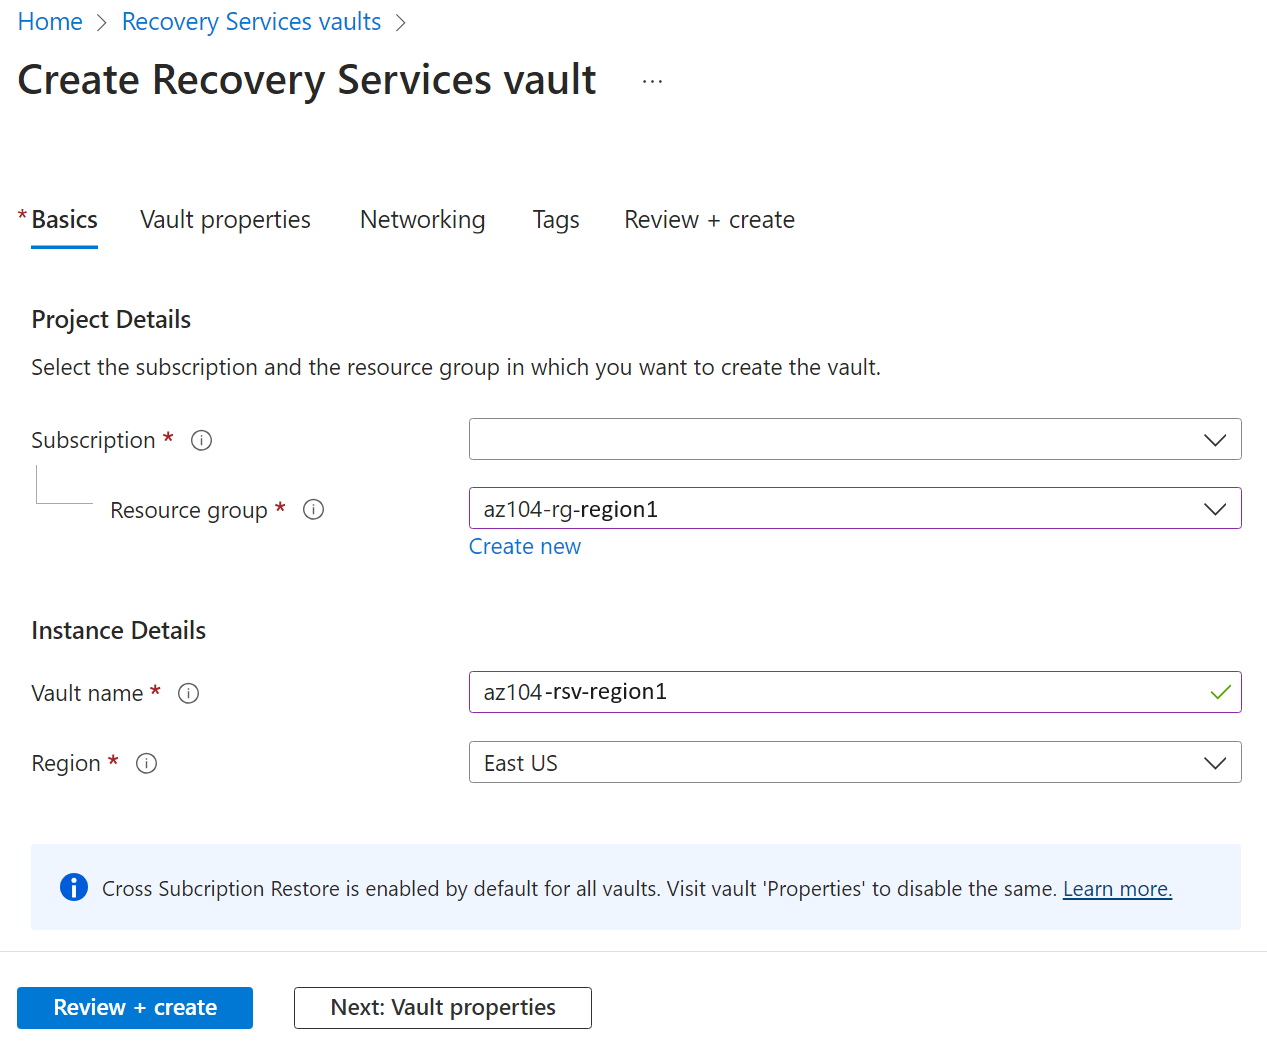 Home > Recovery Services vaults >
Create Recovery Services vault ...
* Basics Vault properties Networking Tags Review + create
Project Details
Select the subscription and the resource group in which you want to create the vault.
Subscription *
Resource group * az104-rg-region1
Create new
Instance Details
Vault name * az104-rsv-region1
Region * East US
Cross Subcription Restore is enabled by default for all vaults. Visit vault 'Properties' to disable the same. Learn more.
Review + create Next: Vault properties